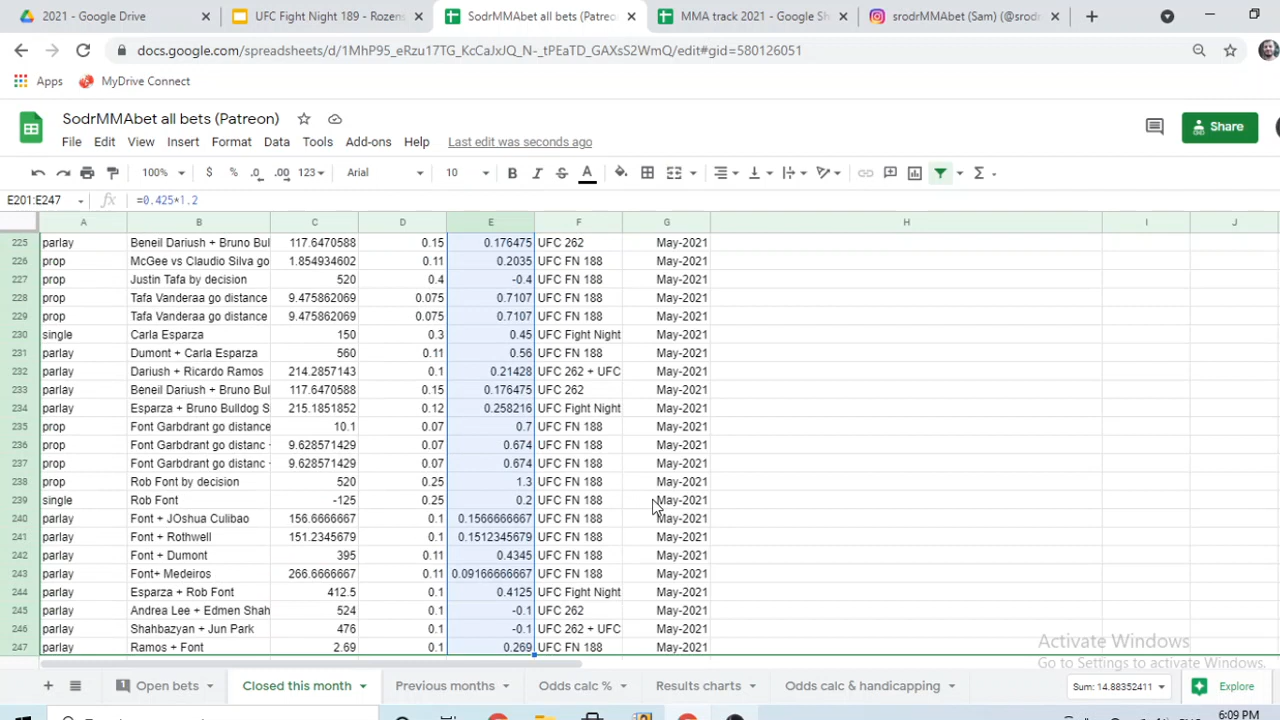 2021 - Google Drive × UFC Fight Night 189 - Rozen × SodrMMAbet all bets (Patreo × MMA track 2021 - Google Sh × srodrMMAbet (Sam) (@srod × +
docs.google.com/spreadsheets/d/1MhP95_eRzu17TG_KcCaJxJQ_N-_tPEaTD_GAXsS2WmQ/edit#gid=580126051
Apps MyDrive Connect
SodrMMAbet all bets (Patreon)
File Edit View Insert Format Data Tools Add-ons Help Last edit was seconds ago
Share
100% $ % .0 .00 123 Arial 10 B I S A
E201:E247 fx =0.425*1.2
A B C D E F G H I J
225 parlay Beneil Dariush + Bruno Bul 117.6470588 0.15 0.176475 UFC 262 May-2021
226 prop McGee vs Claudio Silva go 1.854934602 0.11 0.2035 UFC FN 188 May-2021
227 prop Justin Tafa by decision 520 0.4 -0.4 UFC FN 188 May-2021
228 prop Tafa Vanderaa go distance 9.475862069 0.075 0.7107 UFC FN 188 May-2021
229 prop Tafa Vanderaa go distance 9.475862069 0.075 0.7107 UFC FN 188 May-2021
230 single Carla Esparza 150 0.3 0.45 UFC Fight Night May-2021
231 parlay Dumont + Carla Esparza 560 0.11 0.56 UFC FN 188 May-2021
232 parlay Dariush + Ricardo Ramos 214.2857143 0.1 0.21428 UFC 262 + UFC May-2021
233 parlay Beneil Dariush + Bruno Bul 117.6470588 0.15 0.176475 UFC 262 May-2021
234 parlay Esparza + Bruno Bulldog S 215.1851852 0.12 0.258216 UFC Fight Night May-2021
235 prop Font Garbdrant go distance 10.1 0.07 0.7 UFC FN 188 May-2021
236 prop Font Garbdrant go distanc - 9.628571429 0.07 0.674 UFC FN 188 May-2021
237 prop Font Garbdrant go distanc - 9.628571429 0.07 0.674 UFC FN 188 May-2021
238 prop Rob Font by decision 520 0.25 1.3 UFC FN 188 May-2021
239 single Rob Font -125 0.25 0.2 UFC FN 188 May-2021
240 parlay Font + JOshua Culibao 156.6666667 0.1 0.1566666667 UFC FN 188 May-2021
241 parlay Font + Rothwell 151.2345679 0.1 0.1512345679 UFC FN 188 May-2021
242 parlay Font + Dumont 395 0.11 0.4345 UFC FN 188 May-2021
243 parlay Font+ Medeiros 266.6666667 0.11 0.09166666667 UFC FN 188 May-2021
244 parlay Esparza + Rob Font 412.5 0.1 0.4125 UFC Fight Night May-2021
245 parlay Andrea Lee + Edmen Shah 524 0.1 -0.1 UFC 262 May-2021
246 parlay Shahbazyan + Jun Park 476 0.1 -0.1 UFC 262 + UFC May-2021
247 parlay Ramos + Font 2.69 0.1 0.269 UFC FN 188 May-2021
Activate Windows
Go to Settings to activate Windows.
+ Open bets Closed this month Previous months Odds calc % Results charts Odds calc & handicapping Sum: 14.88352411 Explore
6:09 PM